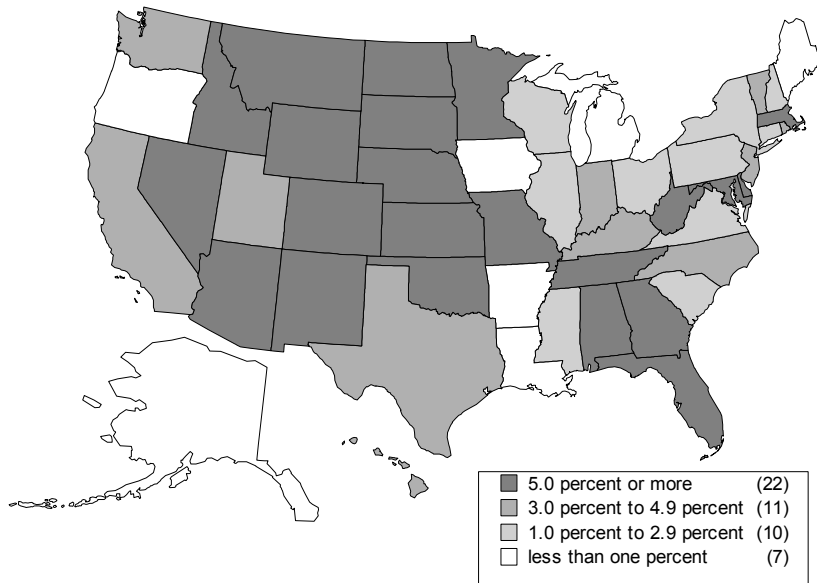 5.0 percent or more (22)
3.0 percent to 4.9 percent (11)
1.0 percent to 2.9 percent (10)
less than one percent (7)